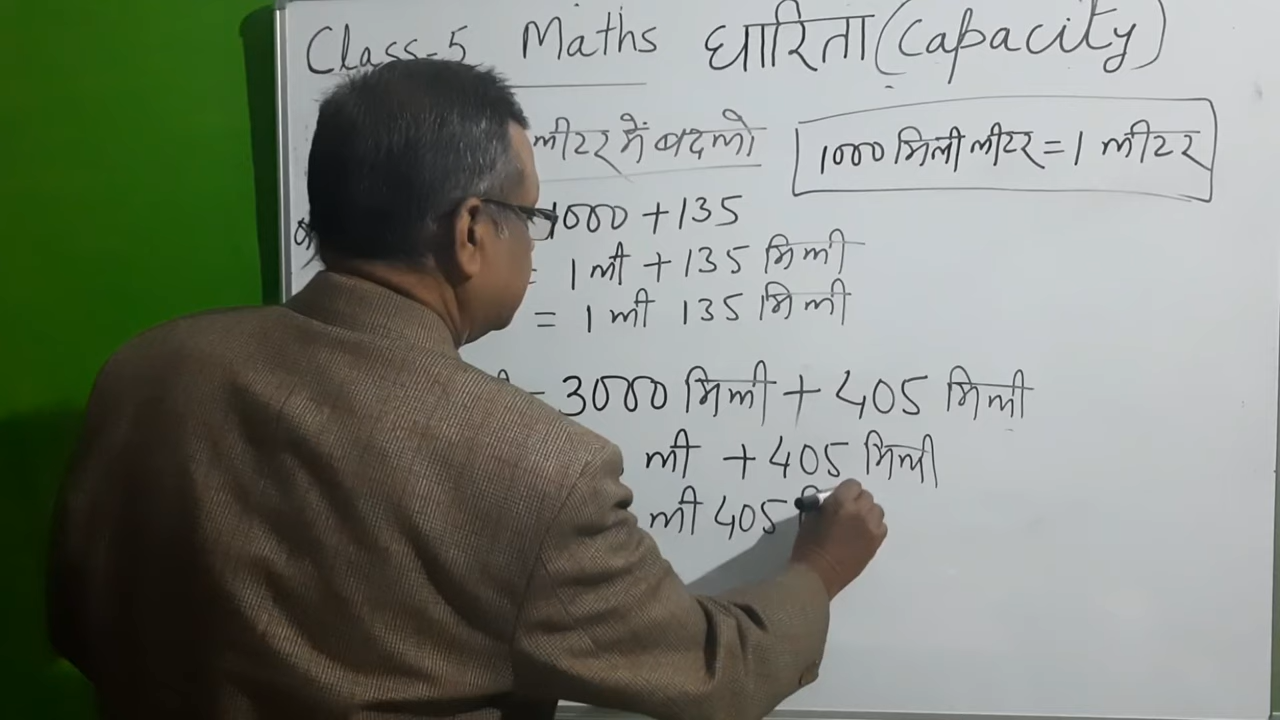 Class-5 Maths धारिता (Capacity)
लीटर में बदलो
1000 मिली लीटर = 1 लीटर
1000 + 135
= 1 ली + 135 मिली
= 1 ली 135 मिली
= 3000 मिली + 405 मिली
ली + 405 मिली
ली 405 मि